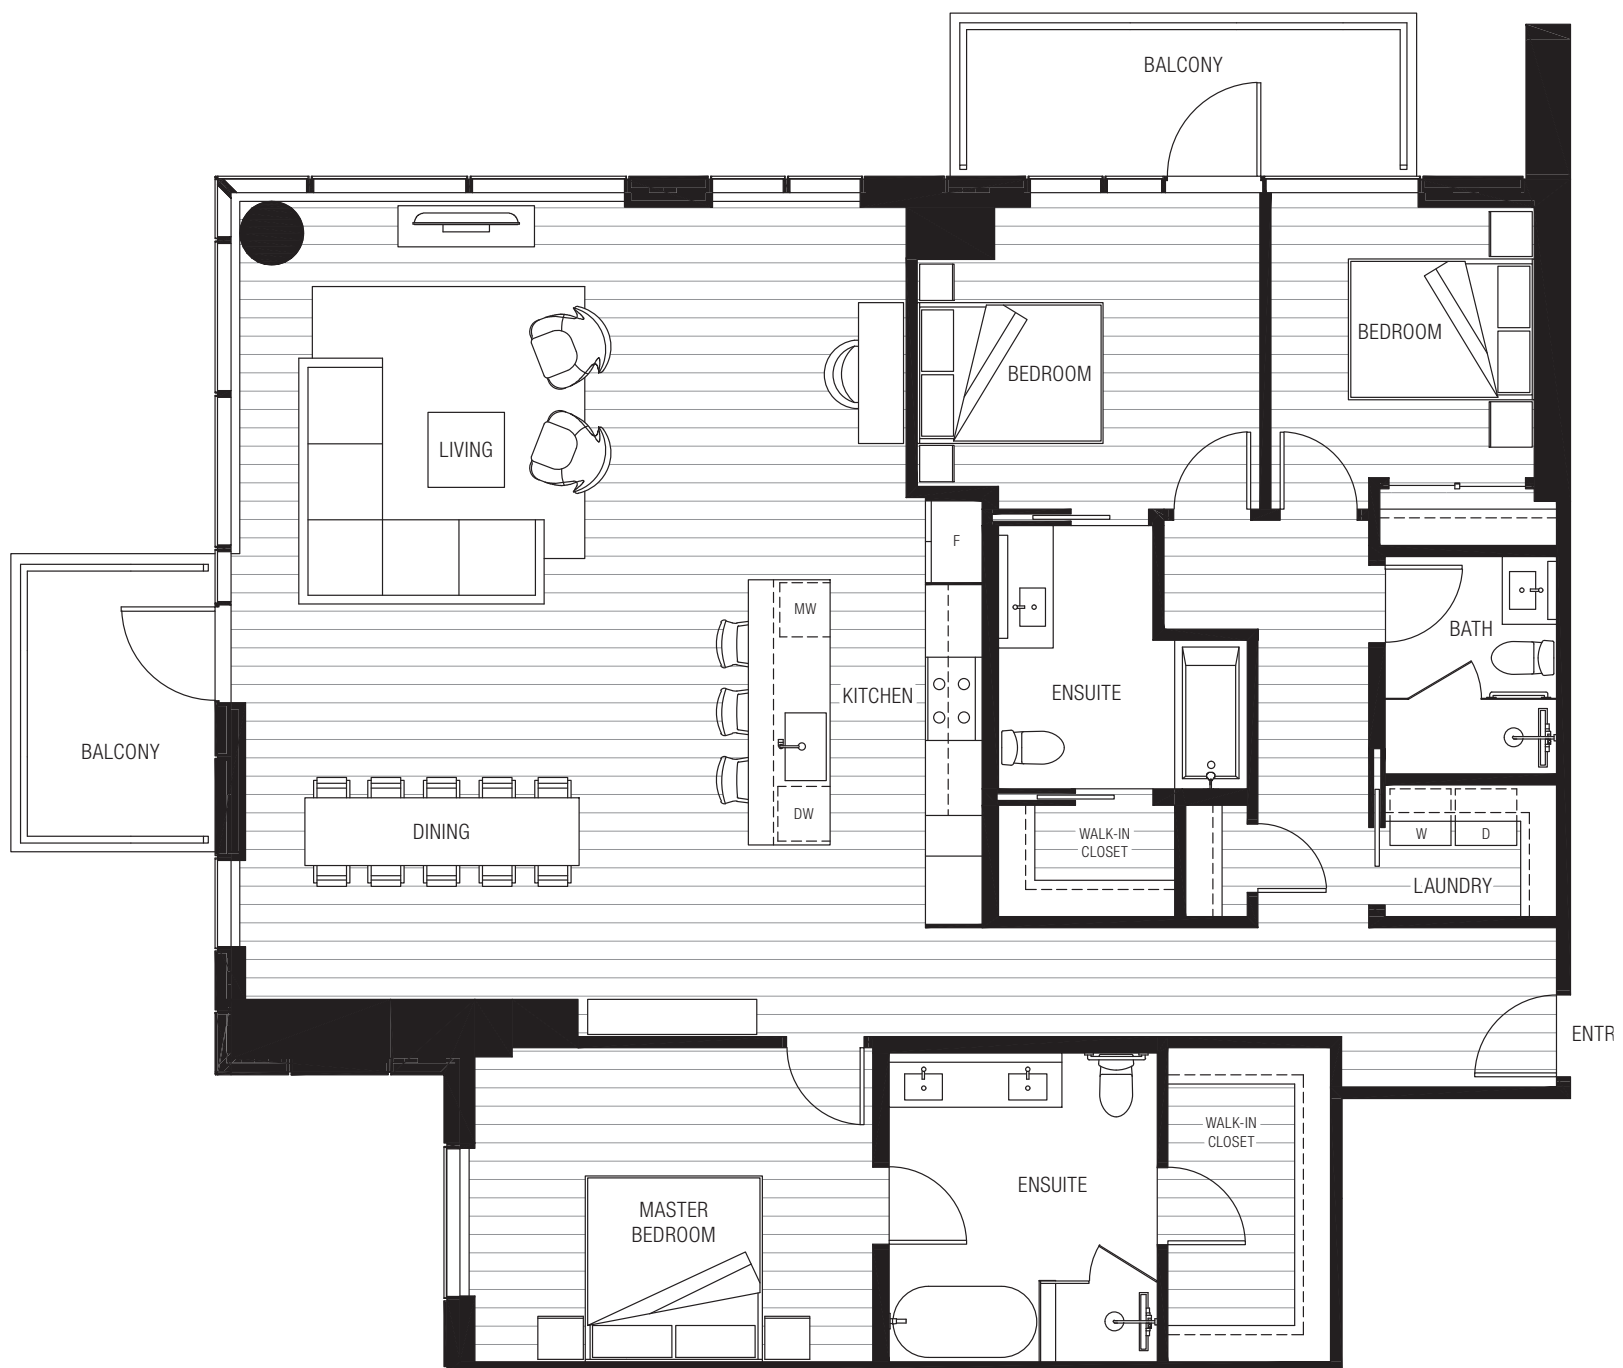 BALCONY
BEDROOM
BEDROOM
LIVING
F
MW
BATH
KITCHEN
ENSUITE
BALCONY
DW
DINING
WALK-IN
CLOSET
W
D
LAUNDRY
ENTR
WALK-IN
CLOSET
ENSUITE
MASTER
BEDROOM